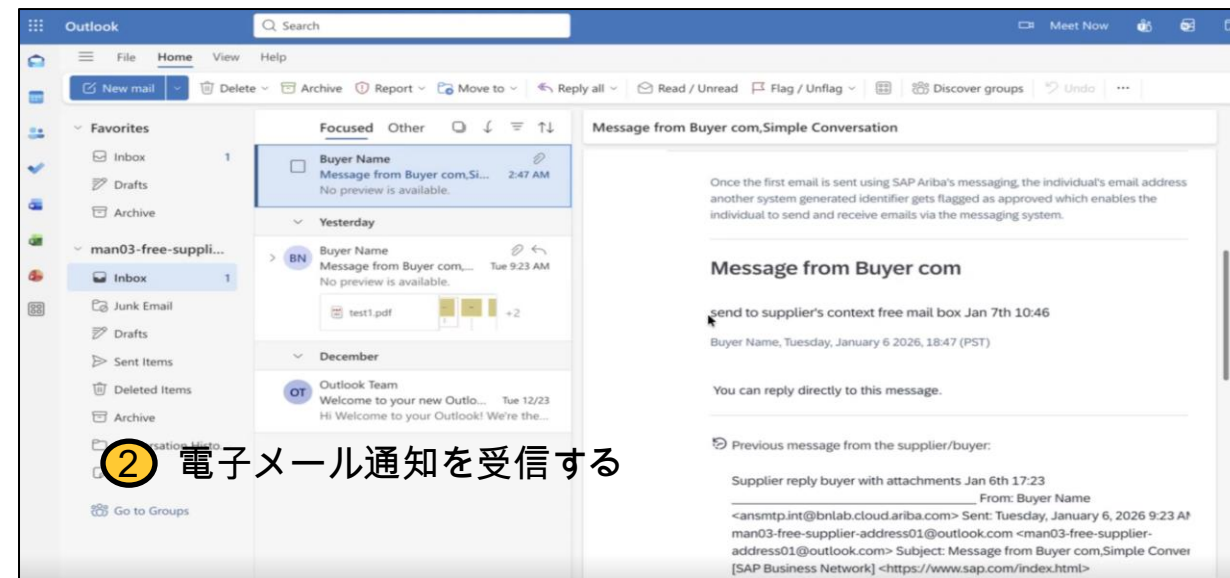 Outlook
Search
Meet Now
File Home View Help
New mail Delete Archive Report Move to Reply all Read / Unread Flag / Unflag Discover groups Undo ...
Favorites
Inbox 1
Drafts
Archive
man03-free-suppli...
Inbox 1
Junk Email
Drafts
Sent Items
Deleted Items
Archive
Go to Groups
Focused Other
Buyer Name
Message from Buyer com,Si... 2:47 AM
No preview is available.
Yesterday
BN Buyer Name
Message from Buyer com,... Tue 9:23 AM
No preview is available.
test1.pdf +2
December
OT Outlook Team
Welcome to your new Outlo... Tue 12/23
Hi Welcome to your Outlook! We're the...
② 電子メール通知を受信する
Message from Buyer com,Simple Conversation
Once the first email is sent using SAP Ariba's messaging, the individual's email address
another system generated identifier gets flagged as approved which enables the
individual to send and receive emails via the messaging system.
Message from Buyer com
send to supplier's context free mail box Jan 7th 10:46
Buyer Name, Tuesday, January 6 2026, 18:47 (PST)
You can reply directly to this message.
Previous message from the supplier/buyer:
Supplier reply buyer with attachments Jan 6th 17:23
From: Buyer Name
<ansmtp.int@bnlab.cloud.ariba.com> Sent: Tuesday, January 6, 2026 9:23
man03-free-supplier-address01@outlook.com <man03-free-supplier-
address01@outlook.com> Subject: Message from Buyer com,Simple
[SAP Business Network] <https://www.sap.com/index.html>